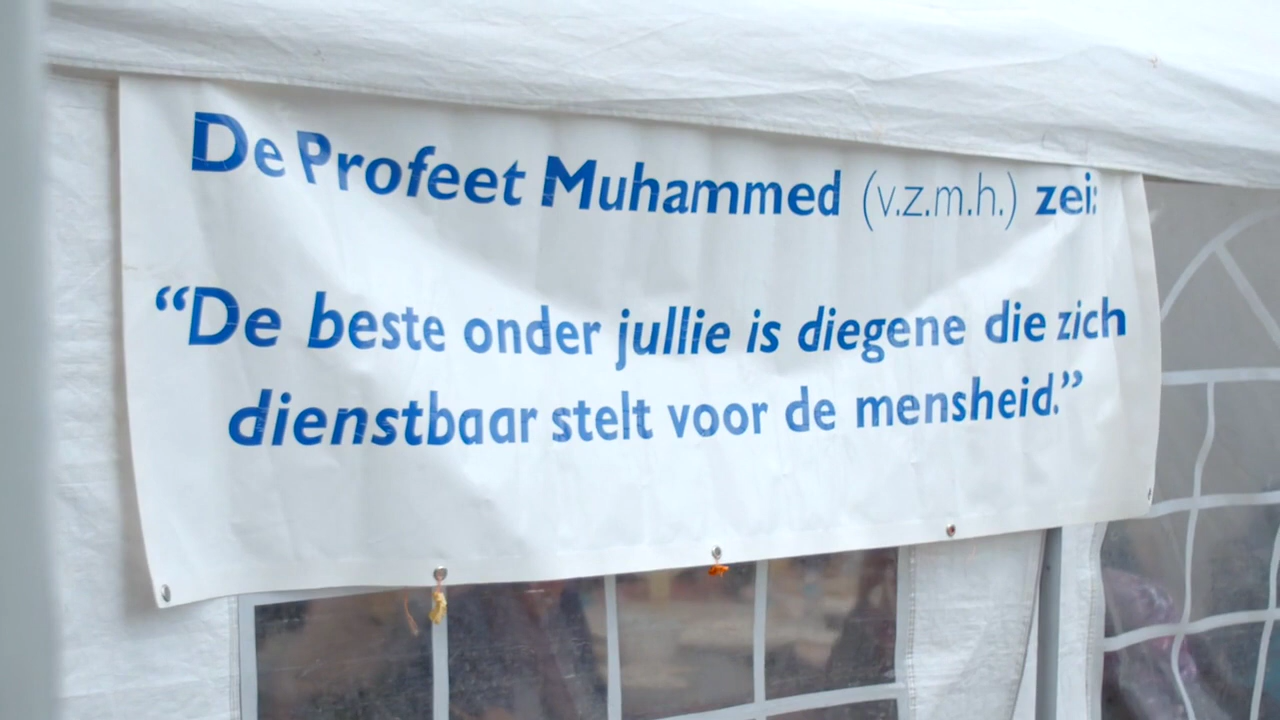 De Profeet Muhammed (v.z.m.h.) zei:
“De beste onder jullie is diegene die zich
dienstbaar stelt voor de mensheid.”